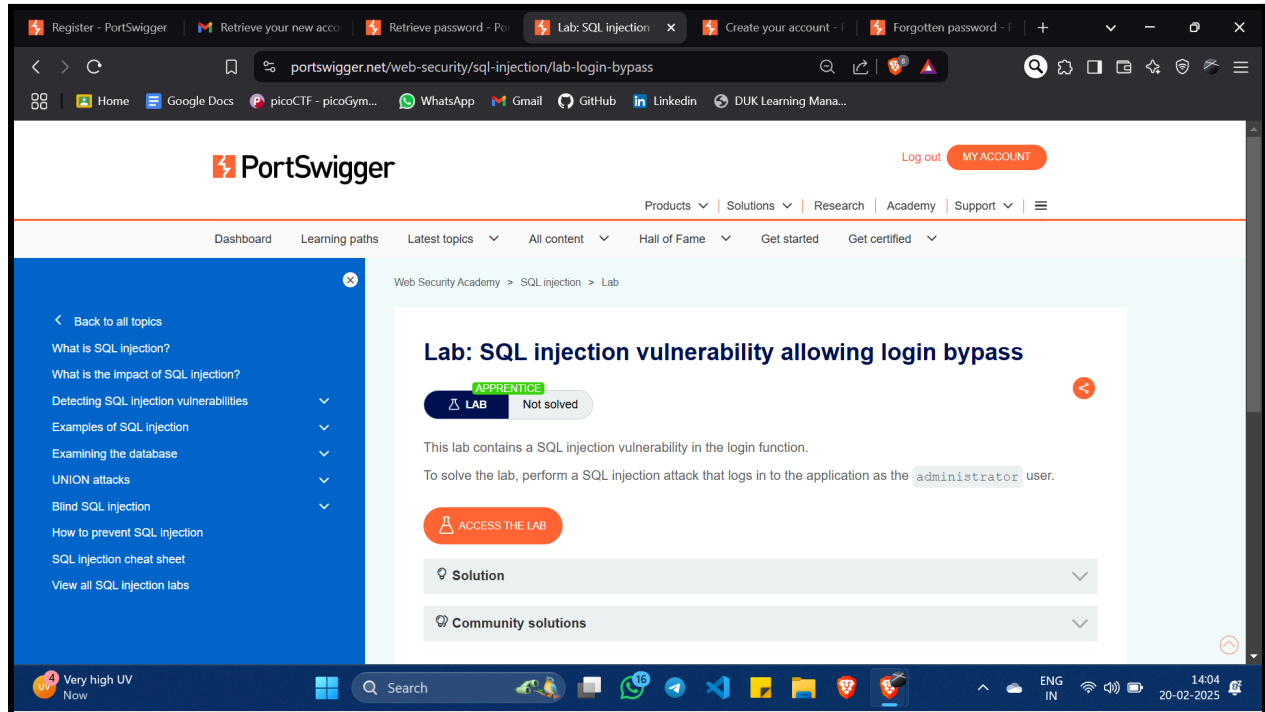 Register - PortSwigger
Retrieve your new acco
Retrieve password - Por
Lab: SQL injection
Create your account - P
Forgotten password - P
portswigger.net/web-security/sql-injection/lab-login-bypass
8
Home
Google Docs
picoCTF - picoGym...
WhatsApp
Gmail
GitHub
Linkedin
DUK Learning Mana...
PortSwigger
Log out
MY ACCOUNT
Products
Solutions
Research
Academy
Support
Dashboard
Learning paths
Latest topics
All content
Hall of Fame
Get started
Get certified
Back to all topics
What is SQL injection?
What is the impact of SQL injection?
Detecting SQL injection vulnerabilities
Examples of SQL injection
Examining the database
UNION attacks
Blind SQL injection
How to prevent SQL injection
SQL injection cheat sheet
View all SQL injection labs
Web Security Academy > SQL injection > Lab
Lab: SQL injection vulnerability allowing login bypass
APPRENTICE
LAB
Not solved
This lab contains a SQL injection vulnerability in the login function.
To solve the lab, perform a SQL injection attack that logs in to the application as the administrator user.
ACCESS THE LAB
Solution
Community solutions
4
UV
Very high UV
Now
Search
16
ENG
IN
14:04
20-02-2025